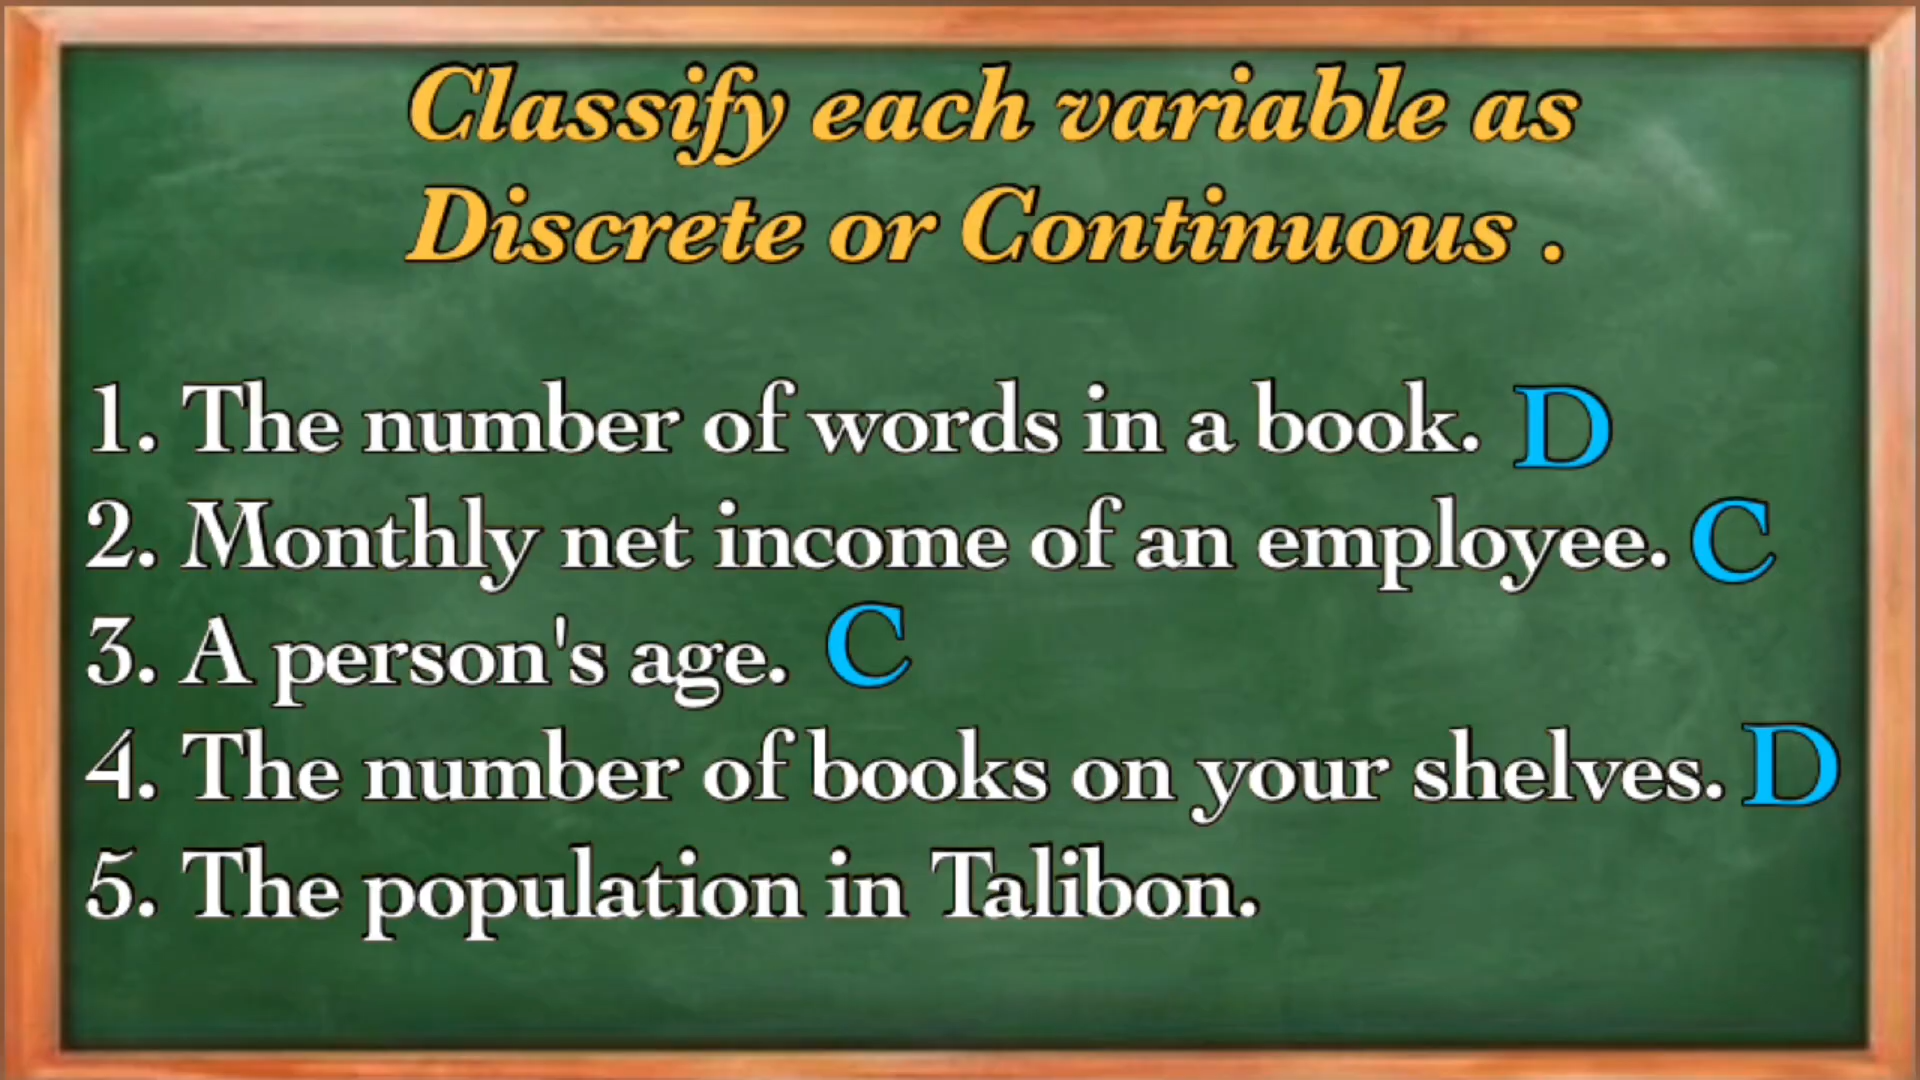 Classify each variable as
Discrete or Continuous .
1. The number of words in a book. D
2. Monthly net income of an employee. C
3. A person's age. C
4. The number of books on your shelves. D
5. The population in Talibon.